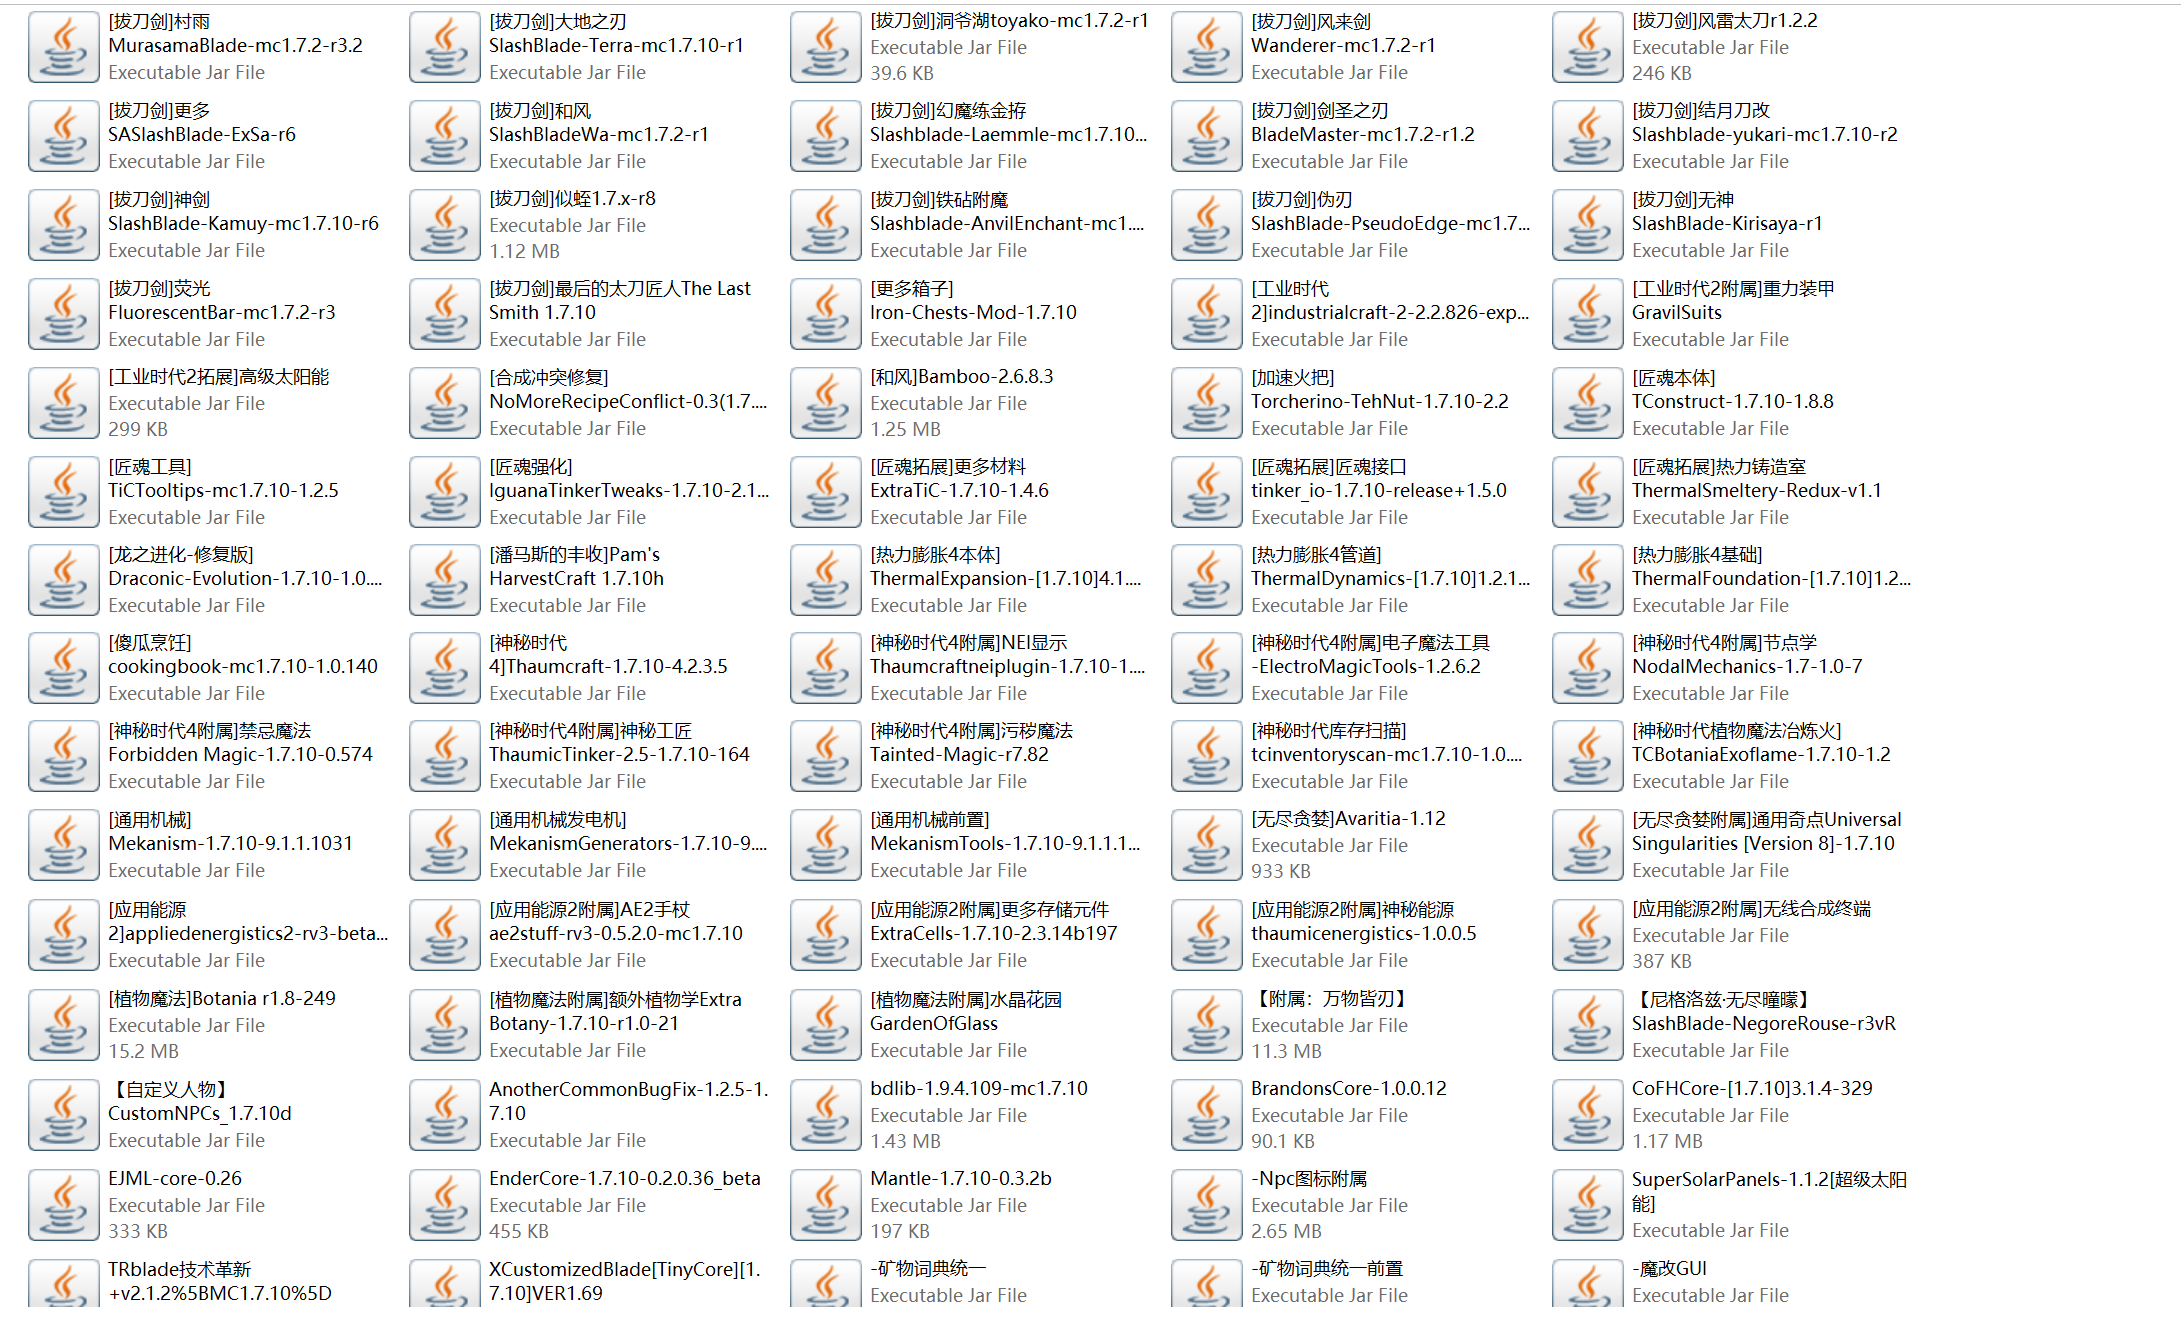 [拔刀剑]村雨
MurasamaBlade-mc1.7.2-r3.2
Executable Jar File
[拔刀剑]大地之刃
SlashBlade-Terra-mc1.7.10-r1
Executable Jar File
[拔刀剑]洞爷湖toyako-mc1.7.2-r1
Executable Jar File
39.6 KB
[拔刀剑]风来剑
Wanderer-mc1.7.2-r1
Executable Jar File
[拔刀剑]风雷太刀r1.2.2
Executable Jar File
246 KB
[拔刀剑]更多
SASlashBlade-ExSa-r6
Executable Jar File
[拔刀剑]和风
SlashBladeWa-mc1.7.2-r1
Executable Jar File
[拔刀剑]幻魔练金孵
Slashblade-Laemmle-mc1.7.10...
Executable Jar File
[拔刀剑]剑圣之刃
BladeMaster-mc1.7.2-r1.2
Executable Jar File
[拔刀剑]结月刀改
Slashblade-yukari-mc1.7.10-r2
Executable Jar File
[拔刀剑]神剑
SlashBlade-Kamuy-mc1.7.10-r6
Executable Jar File
[拔刀剑]似蛭1.7.x-r8
Executable Jar File
1.12 MB
[拔刀剑]铁砧附魔
Slashblade-AnvilEnchant-mc1....
Executable Jar File
[拔刀剑]伪刃
SlashBlade-PseudoEdge-mc1.7...
Executable Jar File
[拔刀剑]无神
SlashBlade-Kirisaya-r1
Executable Jar File
[拔刀剑]荧光
FluorescentBar-mc1.7.2-r3
Executable Jar File
[拔刀剑]最后的太刀匠人The Last
Smith 1.7.10
Executable Jar File
[更多箱子]
Iron-Chests-Mod-1.7.10
Executable Jar File
[工业时代
2]industrialcraft-2-2.2.826-exp...
Executable Jar File
[工业时代2附属]重力装甲
GravilSuits
Executable Jar File
[工业时代2拓展]高级太阳能
Executable Jar File
299 KB
[合成冲突修复]
NoMoreRecipeConflict-0.3(1.7....
Executable Jar File
[和风]Bamboo-2.6.8.3
Executable Jar File
1.25 MB
[加速火把]
Torcherino-TehNut-1.7.10-2.2
Executable Jar File
[匠魂本体]
TConstruct-1.7.10-1.8.8
Executable Jar File
[匠魂工具]
TiCTooltips-mc1.7.10-1.2.5
Executable Jar File
[匠魂强化]
IguanaTinkerTweaks-1.7.10-2.1...
Executable Jar File
[匠魂拓展]更多材料
ExtraTiC-1.7.10-1.4.6
Executable Jar File
[匠魂拓展]匠魂接口
tinker_io-1.7.10-release+1.5.0
Executable Jar File
[匠魂拓展]热力铸造室
ThermalSmeltery-Redux-v1.1
Executable Jar File
[龙之进化-修复版]
Draconic-Evolution-1.7.10-1.0....
Executable Jar File
[潘马斯的丰收]Pam's
HarvestCraft 1.7.10h
Executable Jar File
[热力膨胀4本体]
ThermalExpansion-[1.7.10]4.1....
Executable Jar File
[热力膨胀4管道]
ThermalDynamics-[1.7.10]1.2.1...
Executable Jar File
[热力膨胀4基础]
ThermalFoundation-[1.7.10]1.2...
Executable Jar File
[傻瓜烹饪]
cookingbook-mc1.7.10-1.0.140
Executable Jar File
[神秘时代
4]Thaumcraft-1.7.10-4.2.3.5
Executable Jar File
[神秘时代4附属]NEI显示
Thaumcraftneiplugin-1.7.10-1....
Executable Jar File
[神秘时代4附属]电子魔法工具
-ElectroMagicTools-1.2.6.2
Executable Jar File
[神秘时代4附属]节点学
NodalMechanics-1.7-1.0-7
Executable Jar File
[神秘时代4附属]禁忌魔法
Forbidden Magic-1.7.10-0.574
Executable Jar File
[神秘时代4附属]神秘工匠
ThaumicTinker-2.5-1.7.10-164
Executable Jar File
[神秘时代4附属]污秽魔法
Tainted-Magic-r7.82
Executable Jar File
[神秘时代库存扫描]
tcinventoryscan-mc1.7.10-1.0....
Executable Jar File
[神秘时代植物魔法冶炼火]
TCBotaniaExoflame-1.7.10-1.2
Executable Jar File
[通用机械]
Mekanism-1.7.10-9.1.1.1031
Executable Jar File
[通用机械发电机]
MekanismGenerators-1.7.10-9....
Executable Jar File
[通用机械前置]
MekanismTools-1.7.10-9.1.1.1...
Executable Jar File
[无尽贪婪]Avaritia-1.12
Executable Jar File
933 KB
[无尽贪婪附属]通用奇点Universal
Singularities [Version 8]-1.7.10
Executable Jar File
[应用能源
2]appliedenergistics2-rv3-beta...
Executable Jar File
[应用能源2附属]AE2手杖
ae2stuff-rv3-0.5.2.0-mc1.7.10
Executable Jar File
[应用能源2附属]更多存储元件
ExtraCells-1.7.10-2.3.14b197
Executable Jar File
[应用能源2附属]神秘能源
thaumicenergistics-1.0.0.5
Executable Jar File
[应用能源2附属]无线合成终端
Executable Jar File
387 KB
[植物魔法]Botania r1.8-249
Executable Jar File
15.2 MB
[植物魔法附属]额外植物学Extra
Botany-1.7.10-r1.0-21
Executable Jar File
[植物魔法附属]水晶花园
GardenOfGlass
Executable Jar File
【附属：万物皆刃】
Executable Jar File
11.3 MB
【尼格洛兹·无尽曈曚】
SlashBlade-NegoreRouse-r3vR
Executable Jar File
【自定义人物】
CustomNPCs_1.7.10d
Executable Jar File
AnotherCommonBugFix-1.2.5-1.
7.10
Executable Jar File
bdlib-1.9.4.109-mc1.7.10
Executable Jar File
1.43 MB
BrandonsCore-1.0.0.12
Executable Jar File
90.1 KB
CoFHCore-[1.7.10]3.1.4-329
Executable Jar File
1.17 MB
EJML-core-0.26
Executable Jar File
333 KB
EnderCore-1.7.10-0.2.0.36_beta
Executable Jar File
455 KB
Mantle-1.7.10-0.3.2b
Executable Jar File
197 KB
-Npc图标附属
Executable Jar File
2.65 MB
SuperSolarPanels-1.1.2[超级太阳
能]
Executable Jar File
TRblade技术革新
+v2.1.2%5BMC1.7.10%5D
XCustomizedBlade[TinyCore][1.
7.10]VER1.69
-矿物词典统一
Executable Jar File
-矿物词典统一前置
Executable Jar File
-魔改GUI
Executable Jar File